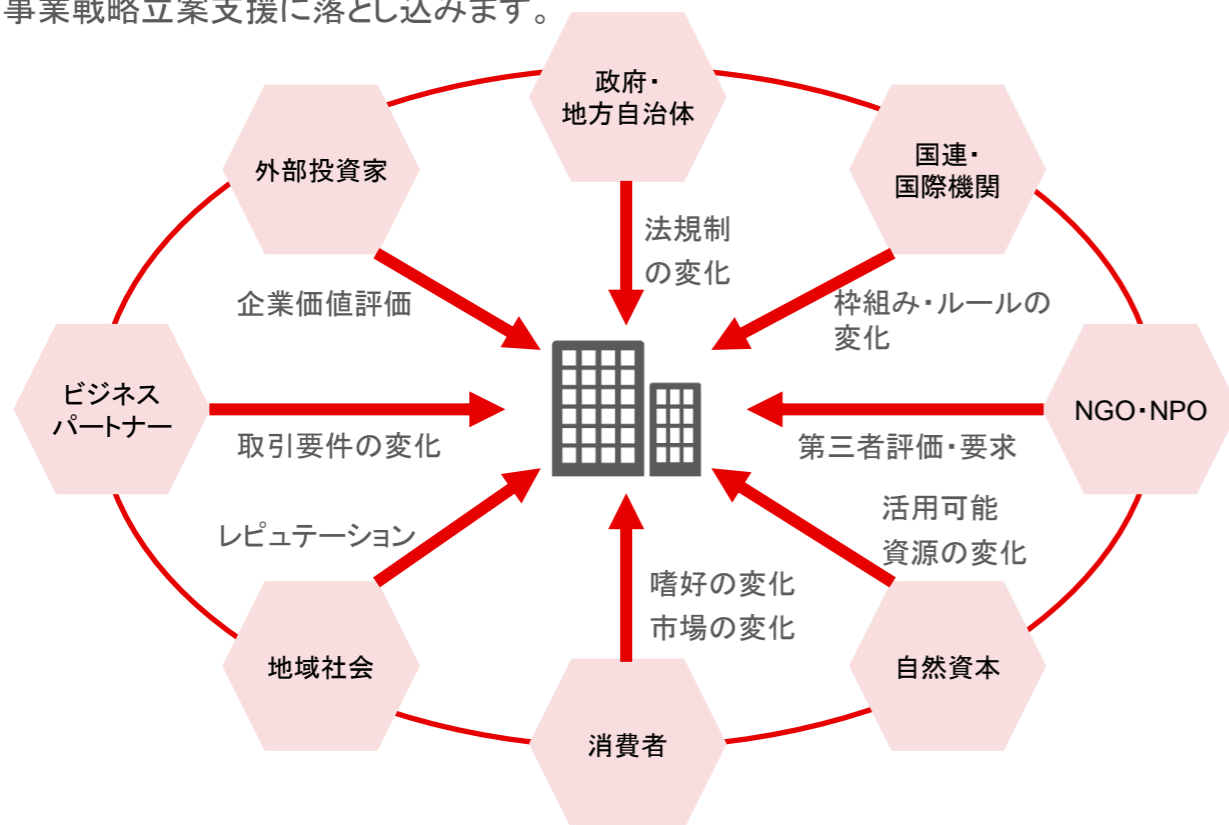 事業戦略立案支援に落とし込みます。
政府・
地方自治体
外部投資家
国連・
国際機関
法規制
の変化
企業価値評価
枠組み・ルールの
変化
ビジネス
パートナー
NGO・NPO
取引要件の変化
第三者評価・要求
レピュテーション
活用可能
資源の変化
嗜好の変化
市場の変化
地域社会
自然資本
消費者